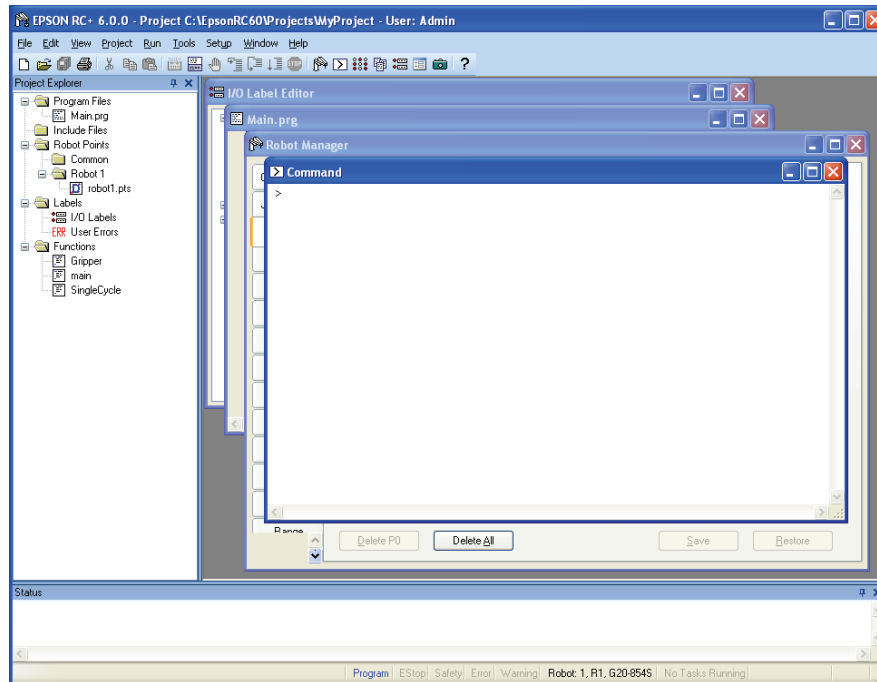 EPSON RC+ 6.0.0 - Project C:\EpsonRC60\Projects\MyProject - User: Admin
File Edit View Project Run Tools Setup Window Help
Project Explorer
Program Files
Main.prg
Include Files
Robot Points
Common
Robot 1
robot1.pts
Labels
I/O Labels
ERR User Errors
Functions
Gripper
main
SingleCycle
I/O Label Editor
Main.prg
Robot Manager
Command
>
Delete P0 Delete All Save Restore
Status
Program EStop Safety Error Warning Robot: 1, R1, G20-854S No Tasks Running